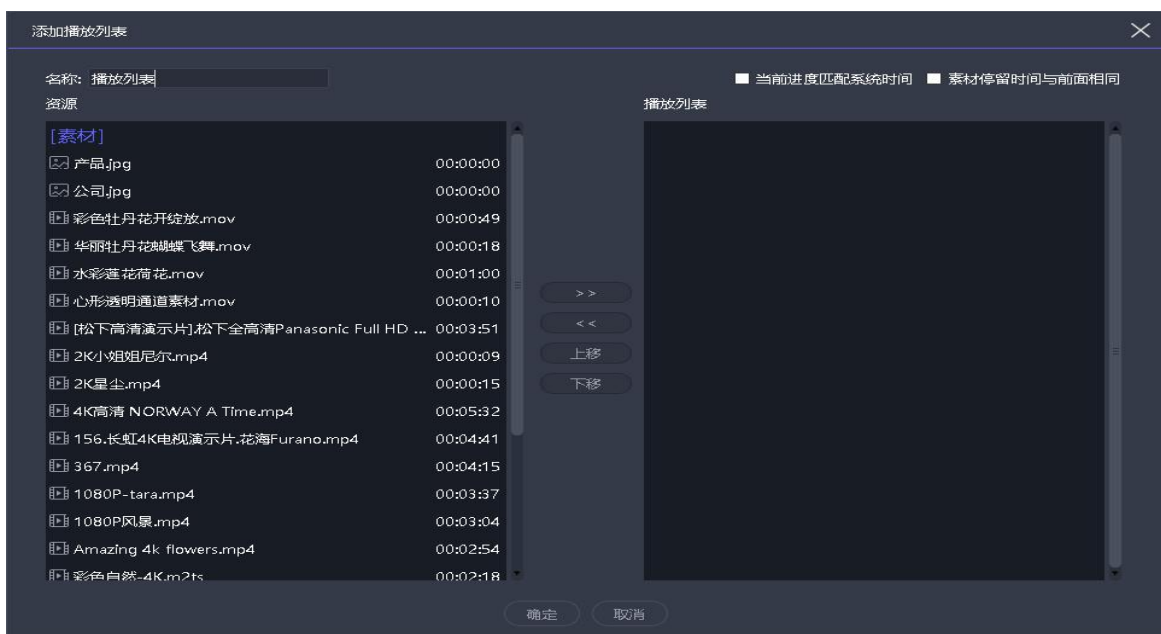 添加播放列表
名称: 播放列表
当前进度匹配系统时间 素材停留时间与前面相同
资源
播放列表
[素材]
产品.jpg 00:00:00
公司.jpg 00:00:00
彩色牡丹花开绽放.mov 00:00:49
华丽牡丹花蝴蝶飞舞.mov 00:00:18
水彩莲花荷花.mov 00:01:00
心形透明通道素材.mov 00:00:10
[松下高清演示片].松下全高清Panasonic Full HD ... 00:03:51
2K小姐姐尼尔.mp4 00:00:09
2K星尘.mp4 00:00:15
4K高清 NORWAY A Time.mp4 00:05:32
156.长虹4K电视演示片.花海Furano.mp4 00:04:41
367.mp4 00:04:15
1080P-tara.mp4 00:03:37
1080P风景.mp4 00:03:04
Amazing 4k flowers.mp4 00:02:54
彩色自然-4K.m2ts 00:02:18
>>
<<
上移
下移
确定 取消